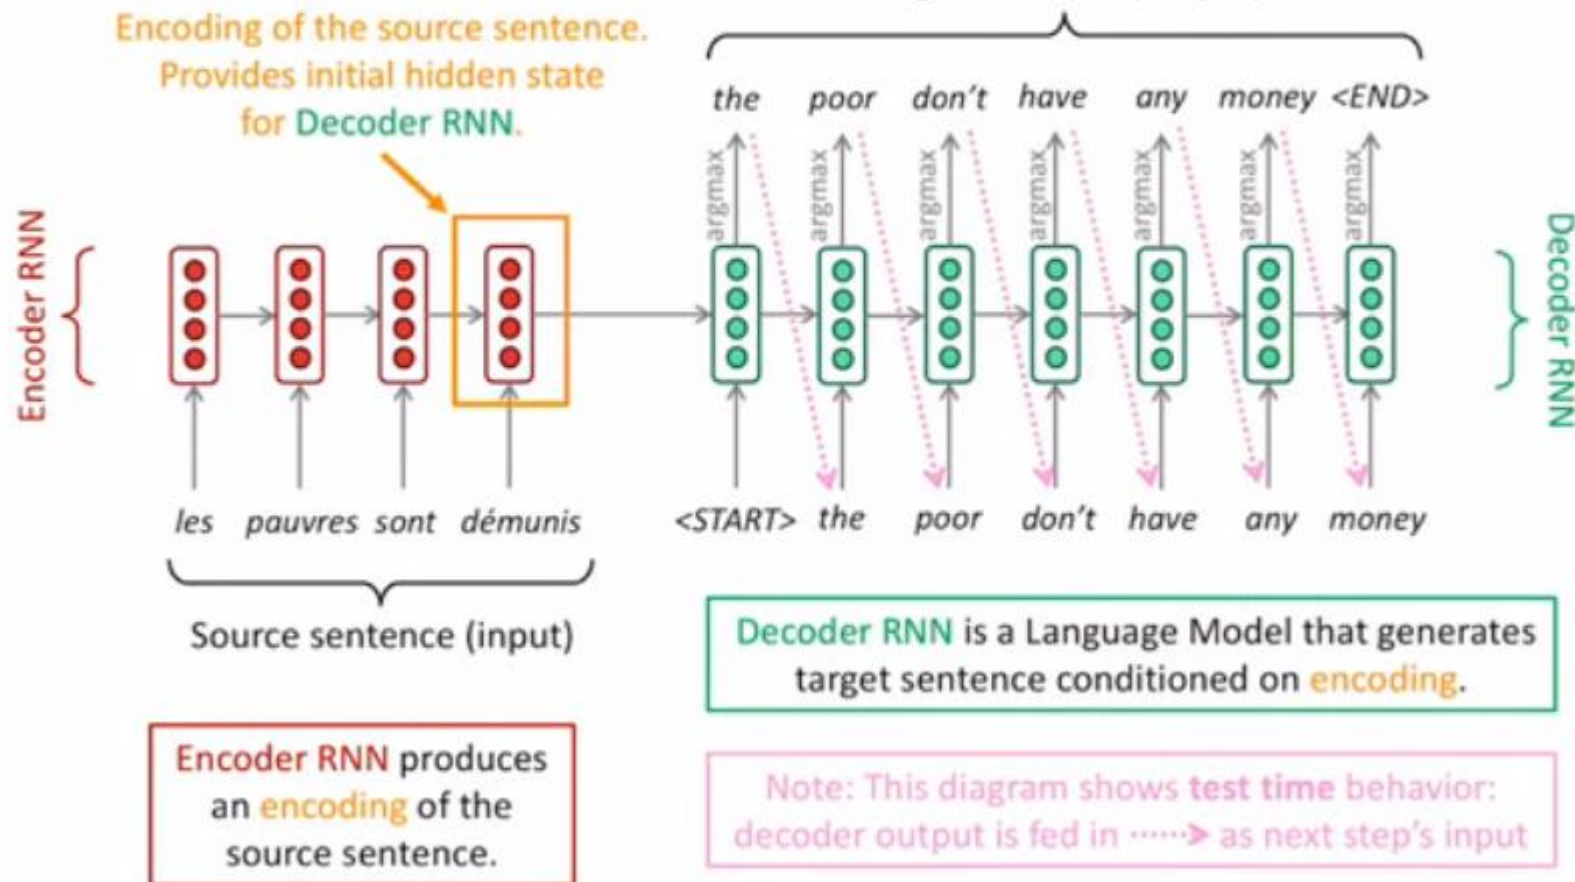 Encoding of the source sentence.
Provides initial hidden state
for Decoder RNN.
the poor don't have any money <END>
argmax argmax argmax argmax argmax argmax argmax
Encoder RNN
Decoder RNN
les pauvres sont démunis
<START> the poor don't have any money
Source sentence (input)
Decoder RNN is a Language Model that generates
target sentence conditioned on encoding.
Encoder RNN produces
an encoding of the
source sentence.
Note: This diagram shows test time behavior:
decoder output is fed in ······> as next step's input